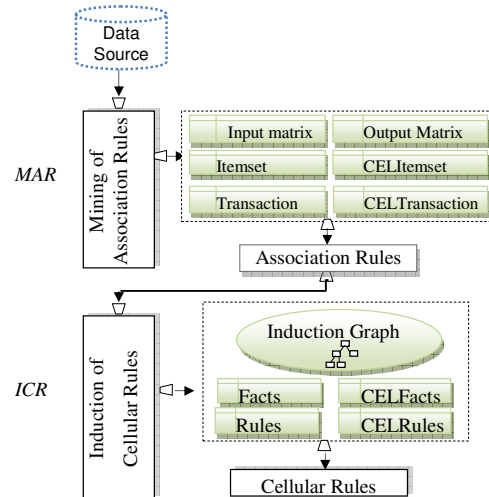 Data
Source
MAR
Mining of
Association Rules
Input matrix
Output Matrix
Itemset
CELItemset
Transaction
CELTransaction
Association Rules
ICR
Induction of
Cellular Rules
Induction Graph
Facts
CELFacts
Rules
CELRules
Cellular Rules